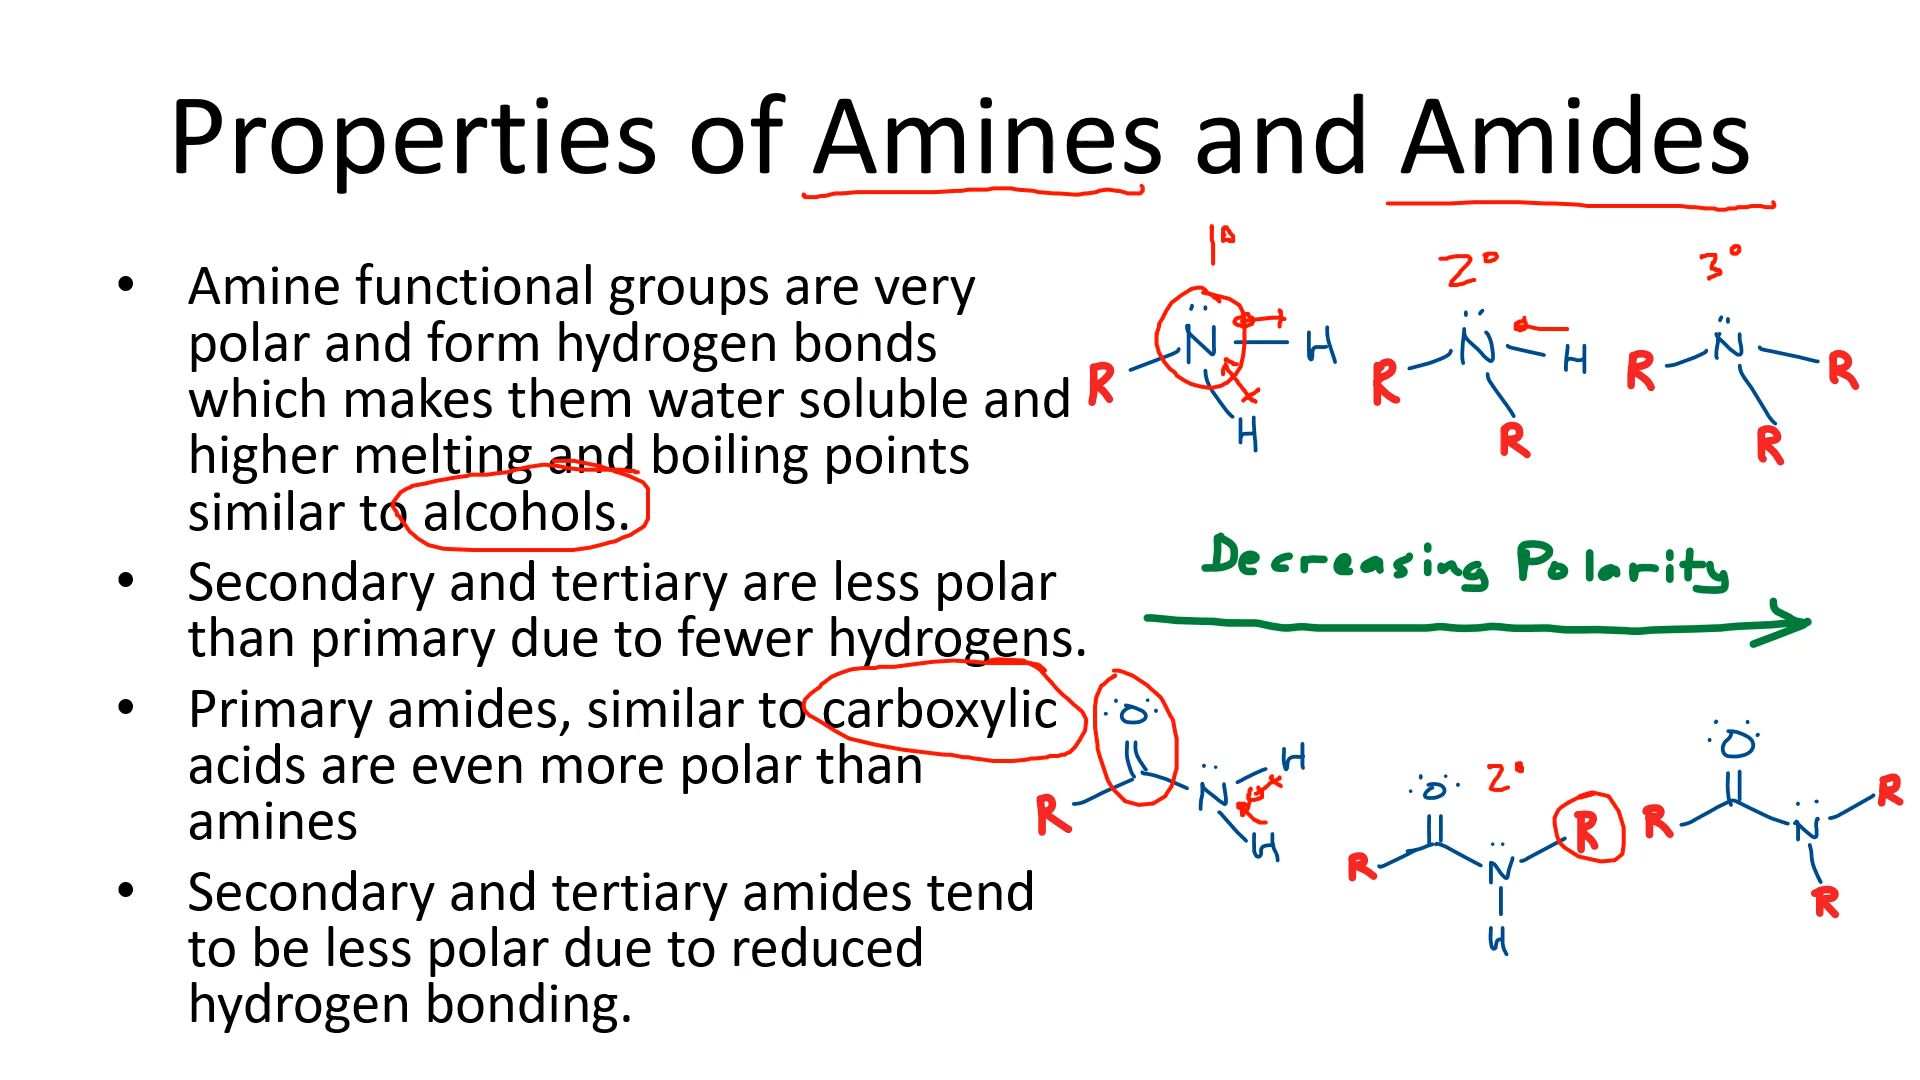 Properties of Amines and Amides
• Amine functional groups are very
polar and form hydrogen bonds
which makes them water soluble and
higher melting and boiling points
similar to alcohols.
• Secondary and tertiary are less polar
than primary due to fewer hydrogens.
• Primary amides, similar to carboxylic
acids are even more polar than
amines
• Secondary and tertiary amides tend
to be less polar due to reduced
hydrogen bonding.
1°
R N H
H
2°
R N H
R
3°
R N R
R
Decreasing Polarity
O
R N H
H
O 2°
R N R
H
O
R N R
R